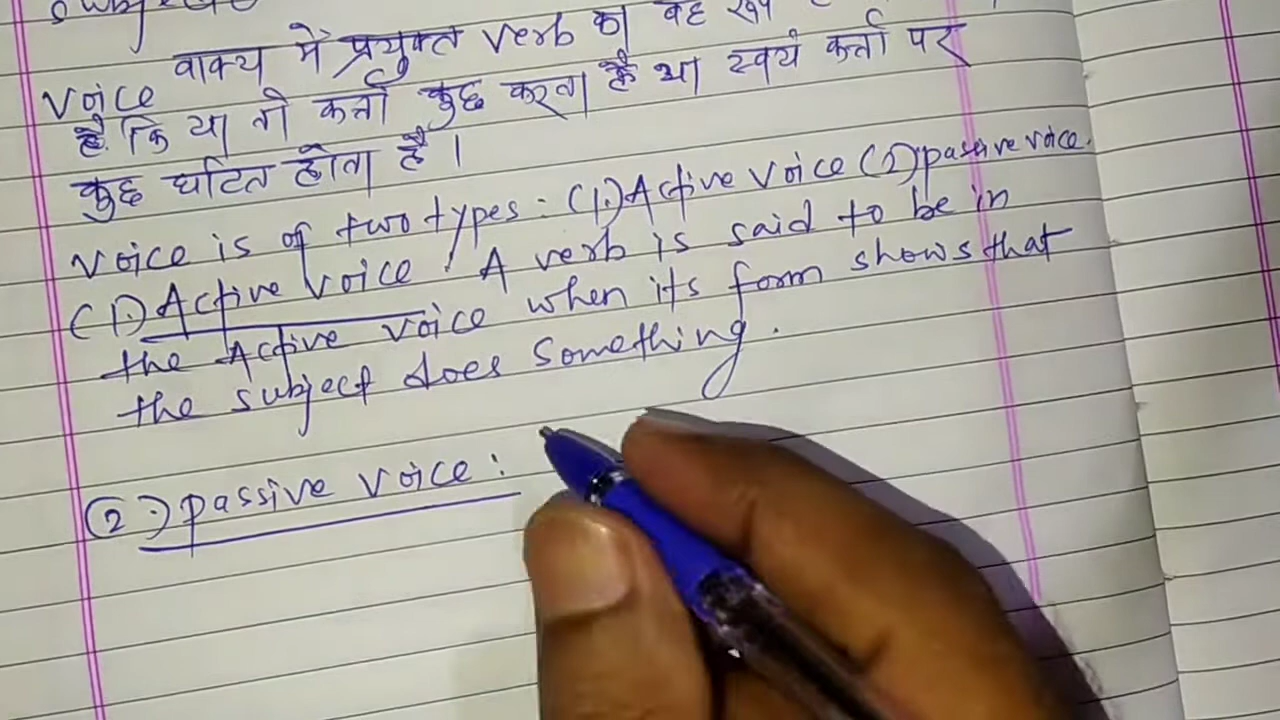 Voice वाक्य में प्रयुक्त verb का वह रूप
है कि या तो कर्त्ता कुछ करता है या स्वयं कर्त्ता पर
कुछ घटित होता है।
Voice is of two types: (1.) Active Voice (2) passive voice.
(1.) Active Voice: A verb is said to be in
the Active voice when its form shows that
the subject does something.
(2.) passive voice: